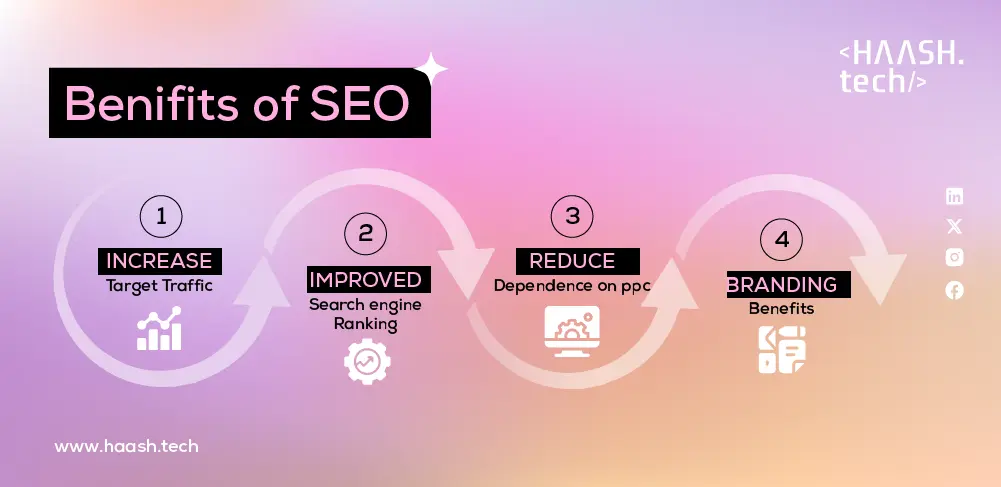 <HAASH.
tech/>
Benifits of SEO
1
INCREASE
Target Traffic
2
IMPROVED
Search engine
Ranking
3
REDUCE
Dependence on ppc
4
BRANDING
Benefits
in
X
f
www.haash.tech